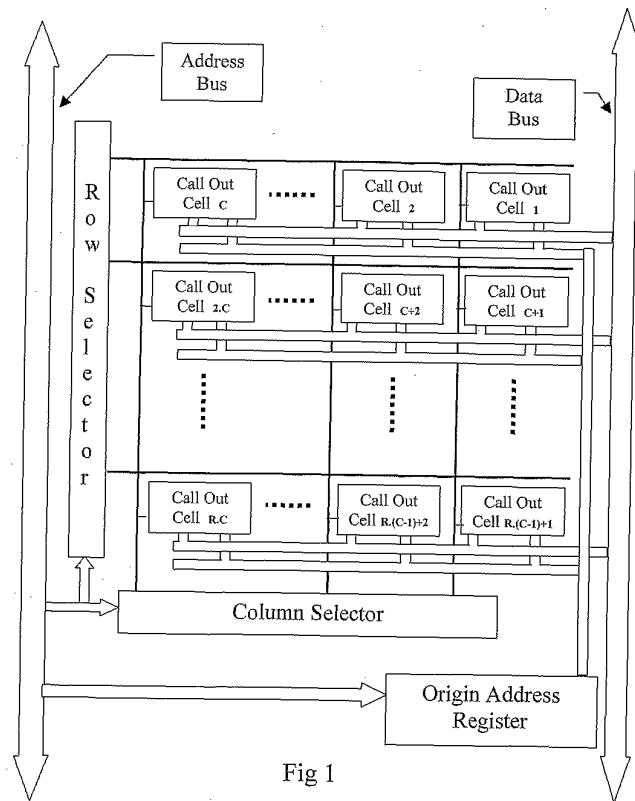 Address
Bus
Data
Bus
Row Selector
Call Out
Cell C
Call Out
Cell 2
Call Out
Cell 1
Call Out
Cell 2.C
Call Out
Cell C+2
Call Out
Cell C+1
Call Out
Cell R.C
Call Out
Cell R.(C-1)+2
Call Out
Cell R.(C-1)+1
Column Selector
Origin Address
Register
Fig 1